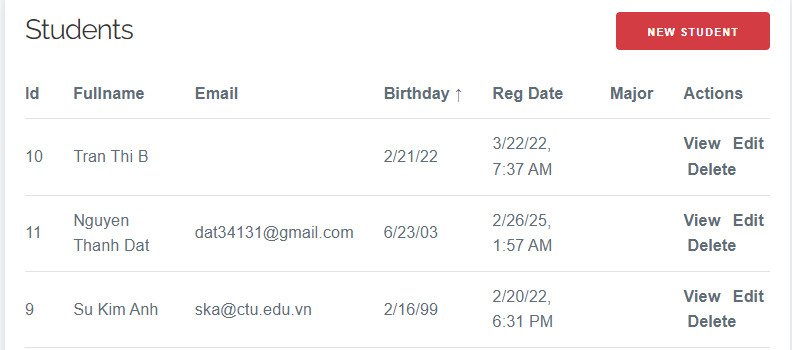 Students
NEW STUDENT
Id Fullname Email Birthday ↑ Reg Date Major Actions
10 Tran Thi B 2/21/22 3/22/22, 7:37 AM View Edit Delete
11 Nguyen Thanh Dat dat34131@gmail.com 6/23/03 2/26/25, 1:57 AM View Edit Delete
9 Su Kim Anh ska@ctu.edu.vn 2/16/99 2/20/22, 6:31 PM View Edit Delete